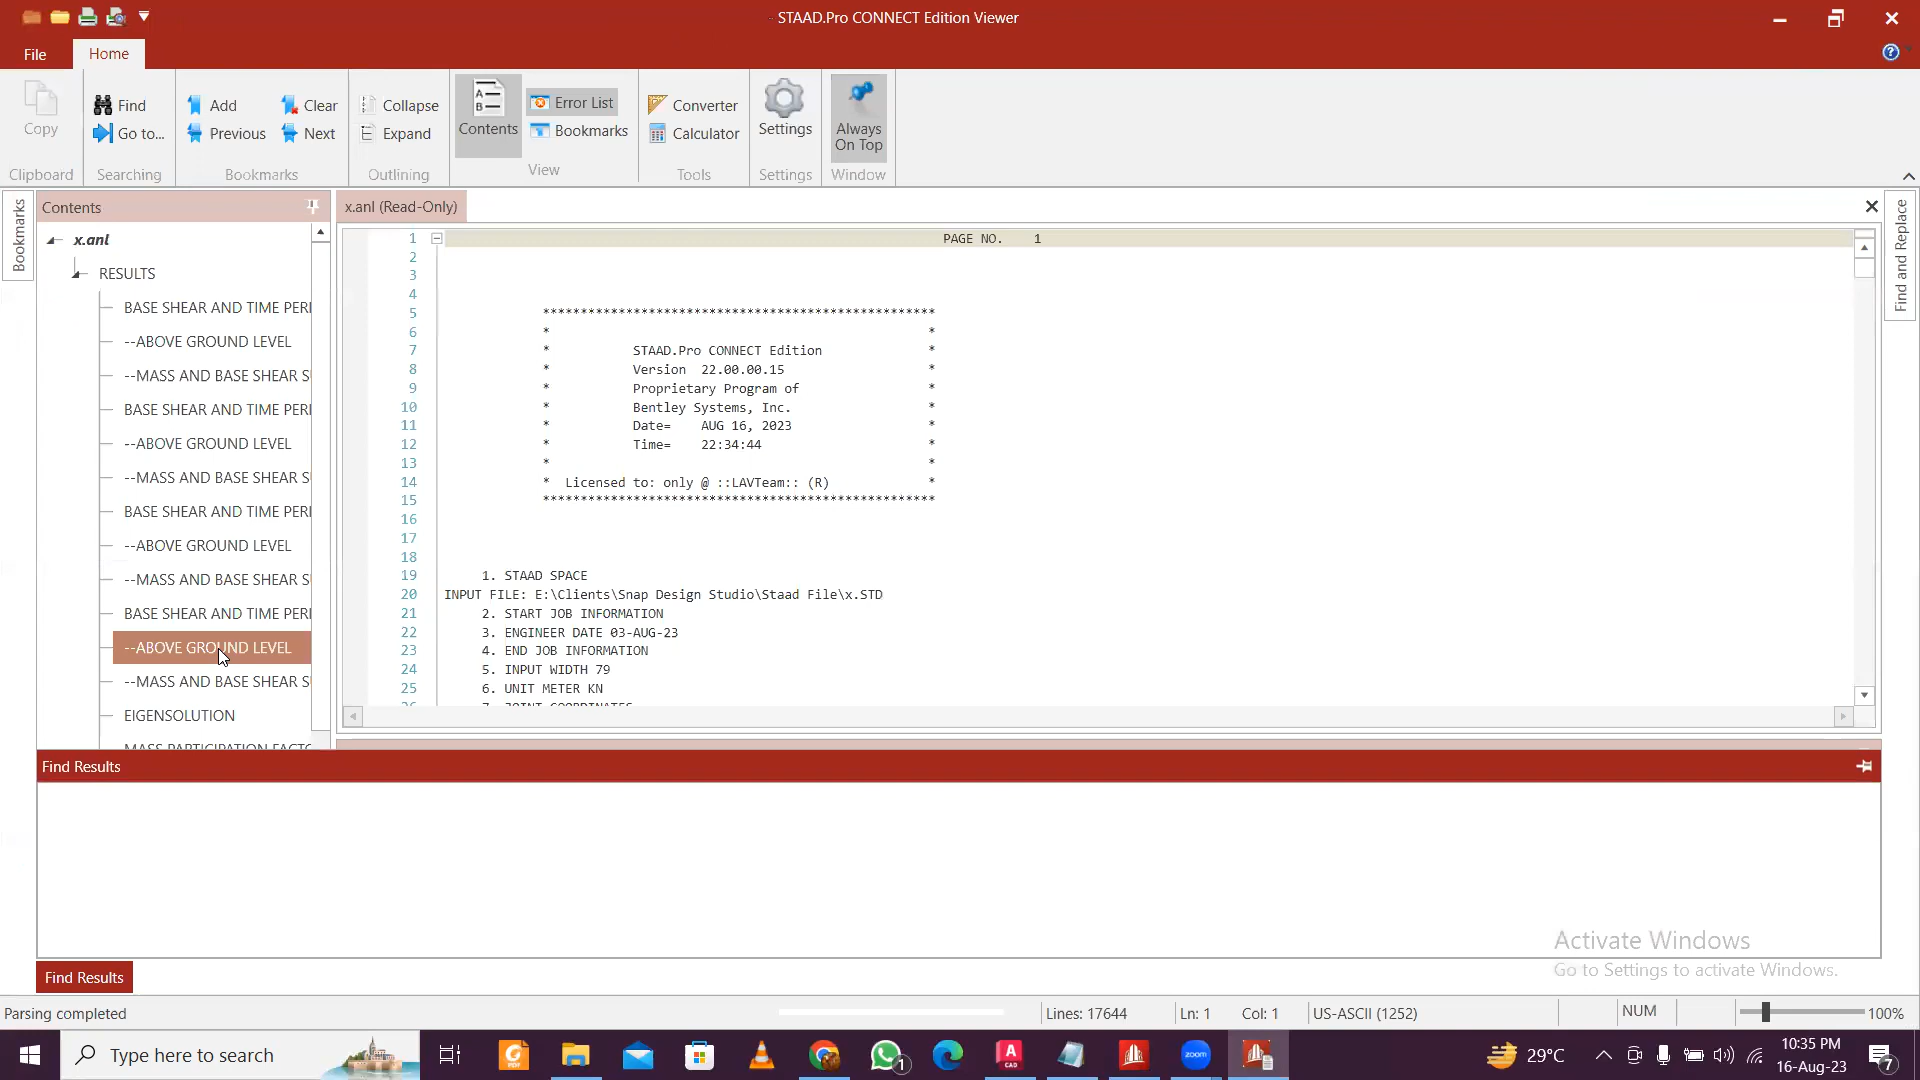 STAAD.Pro CONNECT Edition Viewer
File
Home
Copy
Clipboard
Find
Go to...
Searching
Add
Previous
Clear
Next
Bookmarks
Collapse
Expand
Outlining
Contents
Error List
Bookmarks
View
Converter
Calculator
Tools
Settings
Settings
Always
On Top
Window
Bookmarks
Contents
x.anl
RESULTS
BASE SHEAR AND TIME PERI
--ABOVE GROUND LEVEL
--MASS AND BASE SHEAR S
BASE SHEAR AND TIME PERI
--ABOVE GROUND LEVEL
--MASS AND BASE SHEAR S
BASE SHEAR AND TIME PERI
--ABOVE GROUND LEVEL
--MASS AND BASE SHEAR S
BASE SHEAR AND TIME PERI
--ABOVE GROUND LEVEL
--MASS AND BASE SHEAR S
EIGENSOLUTION
MASS PARTICIPATION FACTO
x.anl (Read-Only)
Find and Replace
1 PAGE NO. 1
2
3
4
5 ****************************************************
6 * *
7 * STAAD.Pro CONNECT Edition *
8 * Version 22.00.00.15 *
9 * Proprietary Program of *
10 * Bentley Systems, Inc. *
11 * Date= AUG 16, 2023 *
12 * Time= 22:34:44 *
13 * *
14 * Licensed to: only @ ::LAVTeam:: (R) *
15 ****************************************************
16
17
18
19 1. STAAD SPACE
20 INPUT FILE: E:\Clients\Snap Design Studio\Staad File\x.STD
21 2. START JOB INFORMATION
22 3. ENGINEER DATE 03-AUG-23
23 4. END JOB INFORMATION
24 5. INPUT WIDTH 79
25 6. UNIT METER KN
26 7. JOINT COORDINATES
Find Results
Activate Windows
Go to Settings to activate Windows.
Find Results
Parsing completed
Lines: 17644
Ln: 1
Col: 1
US-ASCII (1252)
NUM
100%
Type here to search
1
A
CAD
zoom
29°C
10:35 PM
16-Aug-23
7